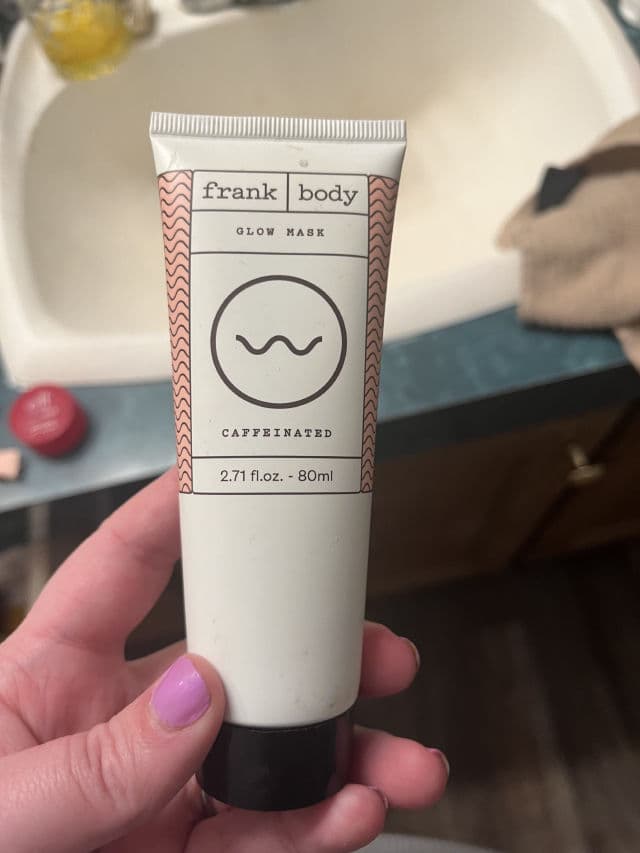 frank body
GLOW MASK
CAFFEINATED
2.71 fl.oz. - 80ml